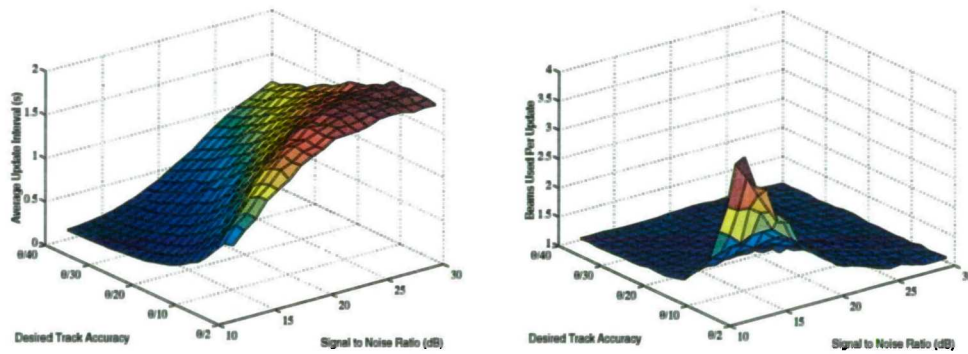 2
1.5
1
0.5
0
Average Update Interval (s)
θ/40
θ/30
θ/20
θ/10
θ/2
10
15
20
25
30
Desired Track Accuracy
Signal to Noise Ratio (dB)
4
3.5
3
2.5
2
1.5
1
Beams Used Per Update
θ/40
θ/30
θ/20
θ/10
θ/2
10
15
20
25
Desired Track Accuracy
Signal to Noise Ratio (dB)